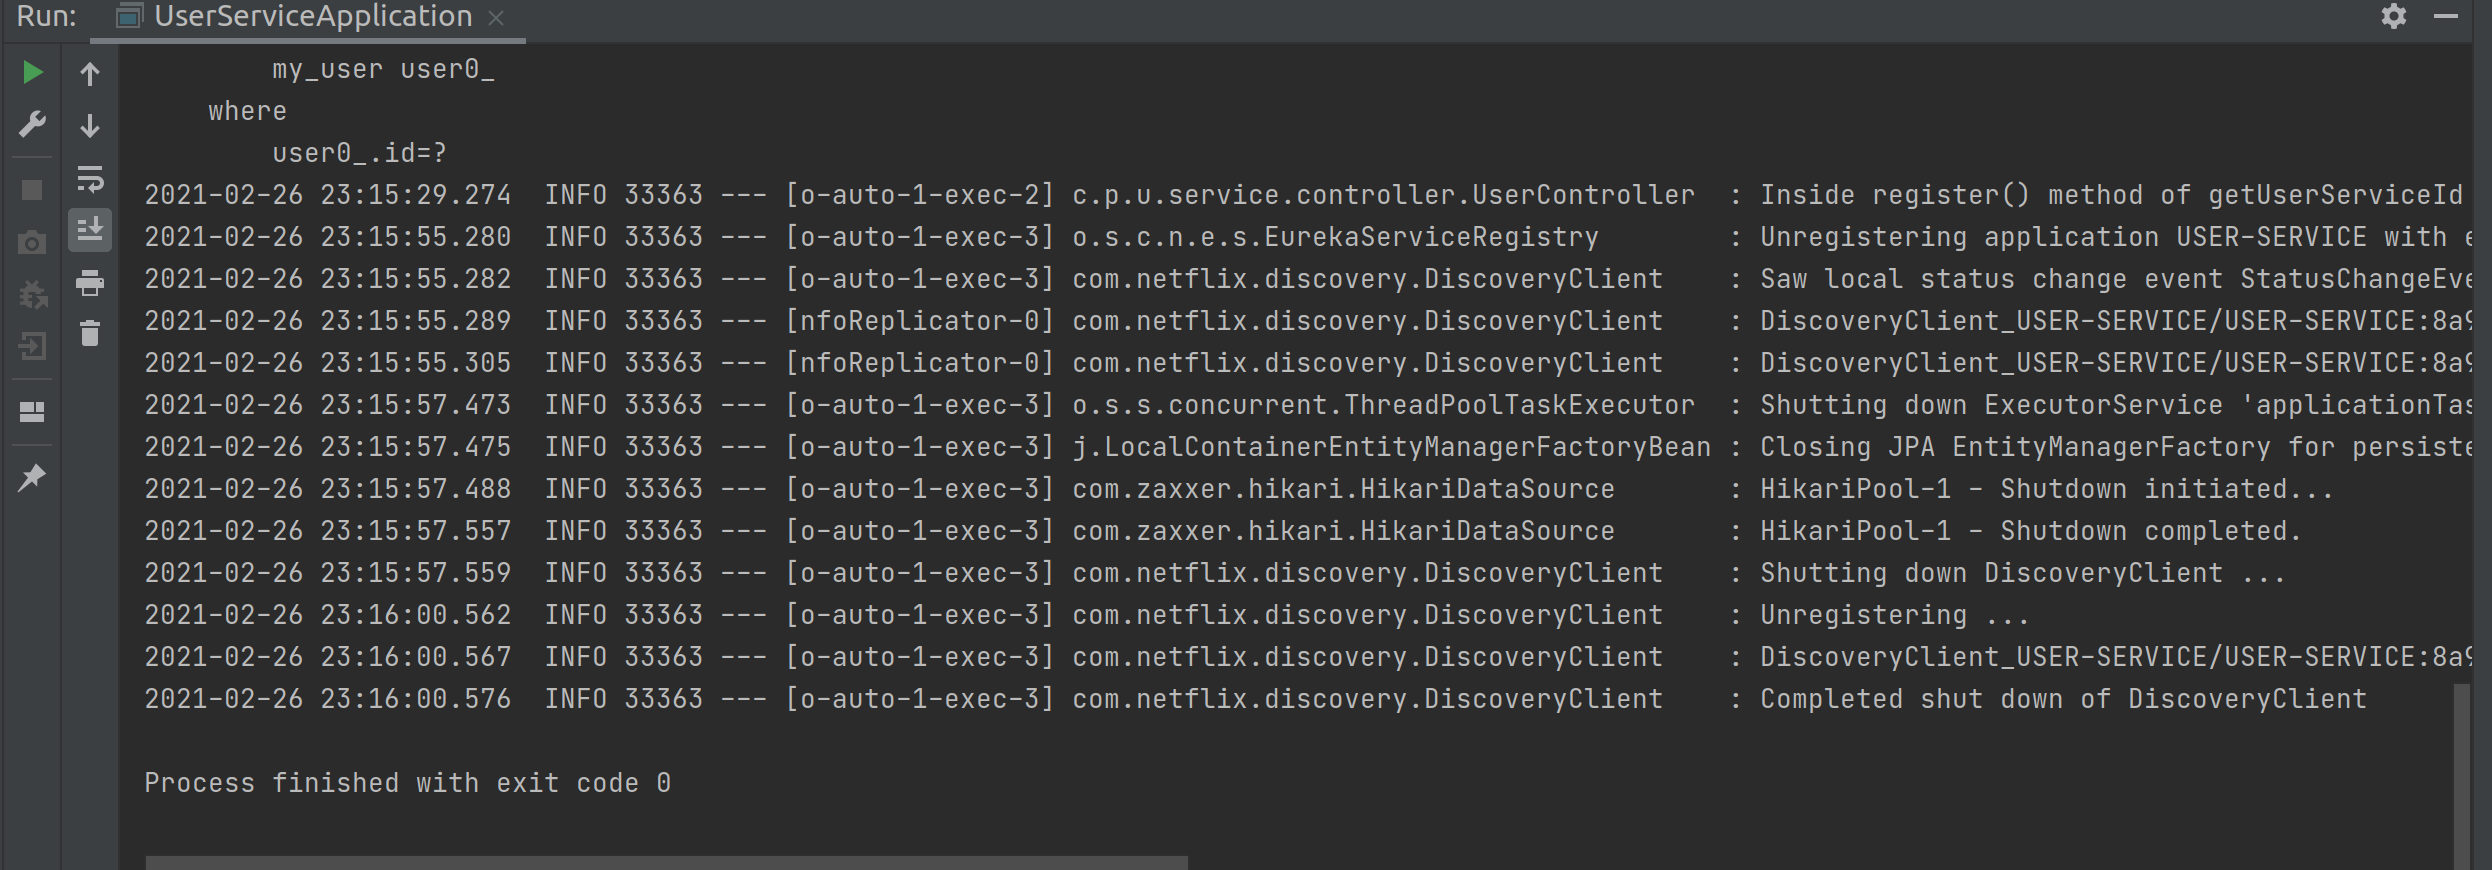 Run: UserServiceApplication
my_user user0_
where
user0_.id=?
2021-02-26 23:15:29.274  INFO 33363 --- [o-auto-1-exec-2] c.p.u.service.controller.UserController  : Inside register() method of getUserServiceId
2021-02-26 23:15:55.280  INFO 33363 --- [o-auto-1-exec-3] o.s.c.n.e.s.EurekaServiceRegistry        : Unregistering application USER-SERVICE with e
2021-02-26 23:15:55.282  INFO 33363 --- [o-auto-1-exec-3] com.netflix.discovery.DiscoveryClient    : Saw local status change event StatusChangeEve
2021-02-26 23:15:55.289  INFO 33363 --- [nfoReplicator-0] com.netflix.discovery.DiscoveryClient    : DiscoveryClient_USER-SERVICE/USER-SERVICE:8a9
2021-02-26 23:15:55.305  INFO 33363 --- [nfoReplicator-0] com.netflix.discovery.DiscoveryClient    : DiscoveryClient_USER-SERVICE/USER-SERVICE:8a9
2021-02-26 23:15:57.473  INFO 33363 --- [o-auto-1-exec-3] o.s.s.concurrent.ThreadPoolTaskExecutor  : Shutting down ExecutorService 'applicationTas
2021-02-26 23:15:57.475  INFO 33363 --- [o-auto-1-exec-3] j.LocalContainerEntityManagerFactoryBean : Closing JPA EntityManagerFactory for persiste
2021-02-26 23:15:57.488  INFO 33363 --- [o-auto-1-exec-3] com.zaxxer.hikari.HikariDataSource       : HikariPool-1 - Shutdown initiated...
2021-02-26 23:15:57.557  INFO 33363 --- [o-auto-1-exec-3] com.zaxxer.hikari.HikariDataSource       : HikariPool-1 - Shutdown completed.
2021-02-26 23:15:57.559  INFO 33363 --- [o-auto-1-exec-3] com.netflix.discovery.DiscoveryClient    : Shutting down DiscoveryClient ...
2021-02-26 23:16:00.562  INFO 33363 --- [o-auto-1-exec-3] com.netflix.discovery.DiscoveryClient    : Unregistering ...
2021-02-26 23:16:00.567  INFO 33363 --- [o-auto-1-exec-3] com.netflix.discovery.DiscoveryClient    : DiscoveryClient_USER-SERVICE/USER-SERVICE:8a9
2021-02-26 23:16:00.576  INFO 33363 --- [o-auto-1-exec-3] com.netflix.discovery.DiscoveryClient    : Completed shut down of DiscoveryClient
Process finished with exit code 0